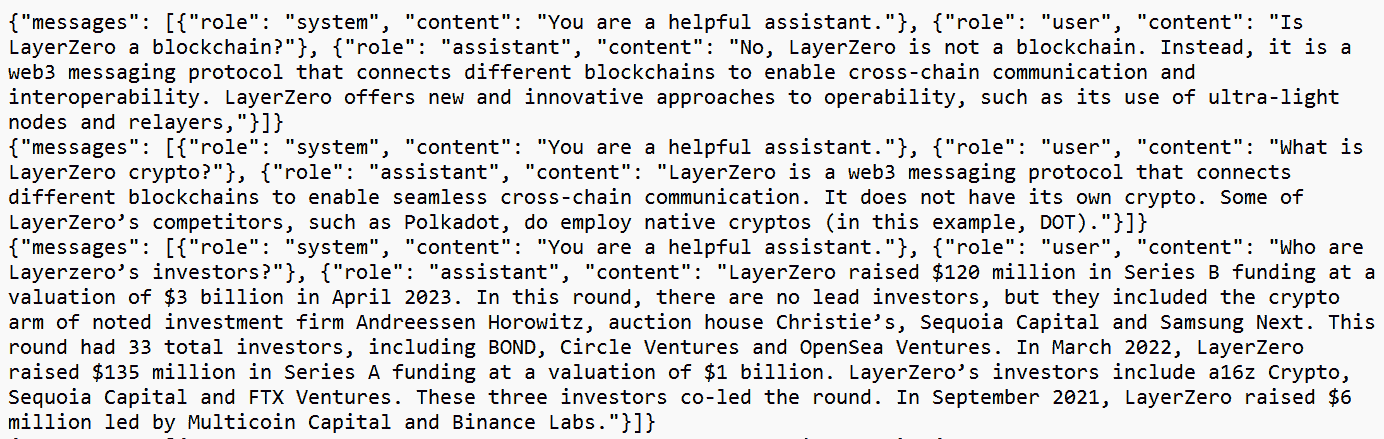 {"messages": [{"role": "system", "content": "You are a helpful assistant."}, {"role": "user", "content": "Is
LayerZero a blockchain?"}, {"role": "assistant", "content": "No, LayerZero is not a blockchain. Instead, it is a
web3 messaging protocol that connects different blockchains to enable cross-chain communication and
interoperability. LayerZero offers new and innovative approaches to operability, such as its use of ultra-light
nodes and relayers,"}]}
{"messages": [{"role": "system", "content": "You are a helpful assistant."}, {"role": "user", "content": "What is
LayerZero crypto?"}, {"role": "assistant", "content": "LayerZero is a web3 messaging protocol that connects
different blockchains to enable seamless cross-chain communication. It does not have its own crypto. Some of
LayerZero’s competitors, such as Polkadot, do employ native cryptos (in this example, DOT)."}]}
{"messages": [{"role": "system", "content": "You are a helpful assistant."}, {"role": "user", "content": "Who are
Layerzero’s investors?"}, {"role": "assistant", "content": "LayerZero raised $120 million in Series B funding at a
valuation of $3 billion in April 2023. In this round, there are no lead investors, but they included the crypto
arm of noted investment firm Andreessen Horowitz, auction house Christie’s, Sequoia Capital and Samsung Next. This
round had 33 total investors, including BOND, Circle Ventures and OpenSea Ventures. In March 2022, LayerZero
raised $135 million in Series A funding at a valuation of $1 billion. LayerZero’s investors include a16z Crypto,
Sequoia Capital and FTX Ventures. These three investors co-led the round. In September 2021, LayerZero raised $6
million led by Multicoin Capital and Binance Labs."}]}